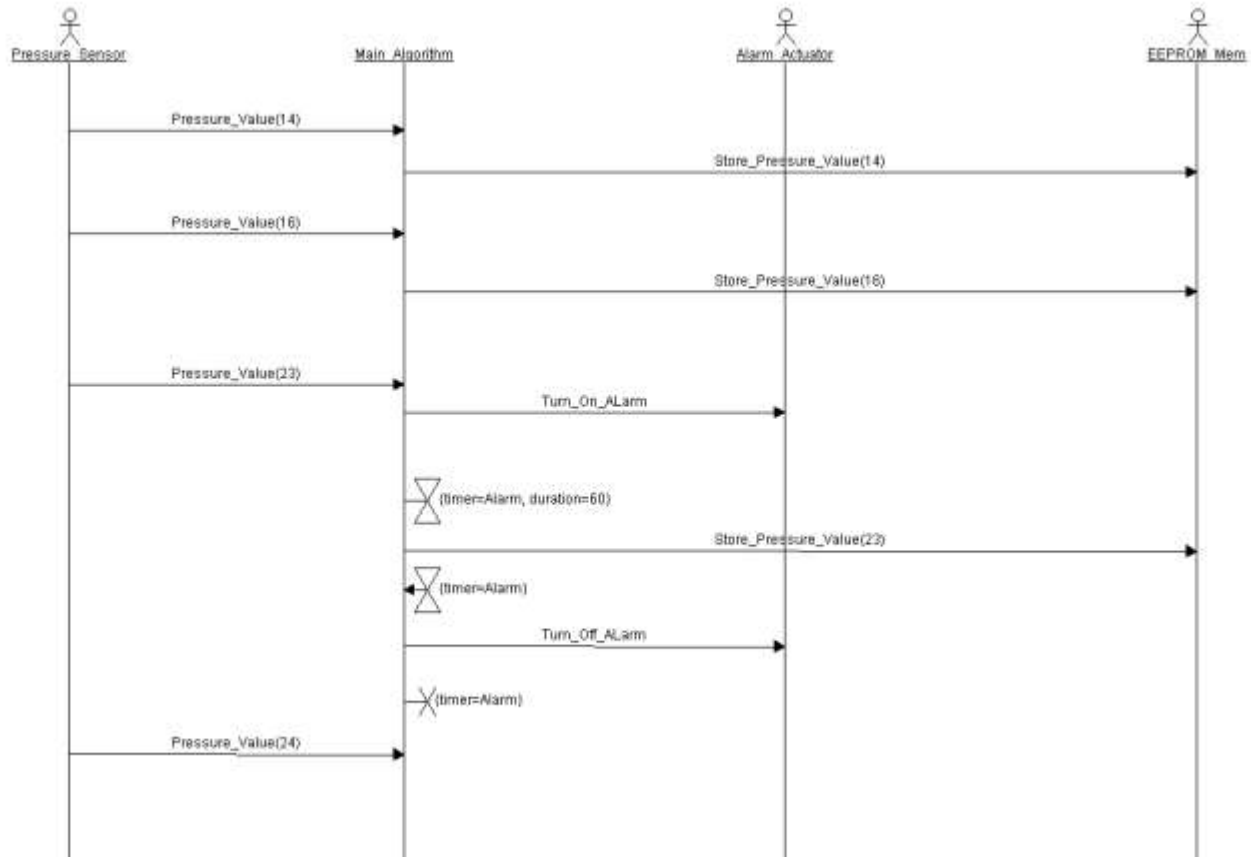 Pressure_Sensor
Main_Algorithm
Alarm_Actuator
EEPROM_Mem
Pressure_Value(14)
Store_Pressure_Value(14)
Pressure_Value(16)
Store_Pressure_Value(16)
Pressure_Value(23)
Turn_On_ALarm
(timer=Alarm, duration=60)
Store_Pressure_Value(23)
(timer=Alarm)
Turn_Off_ALarm
(timer=Alarm)
Pressure_Value(24)